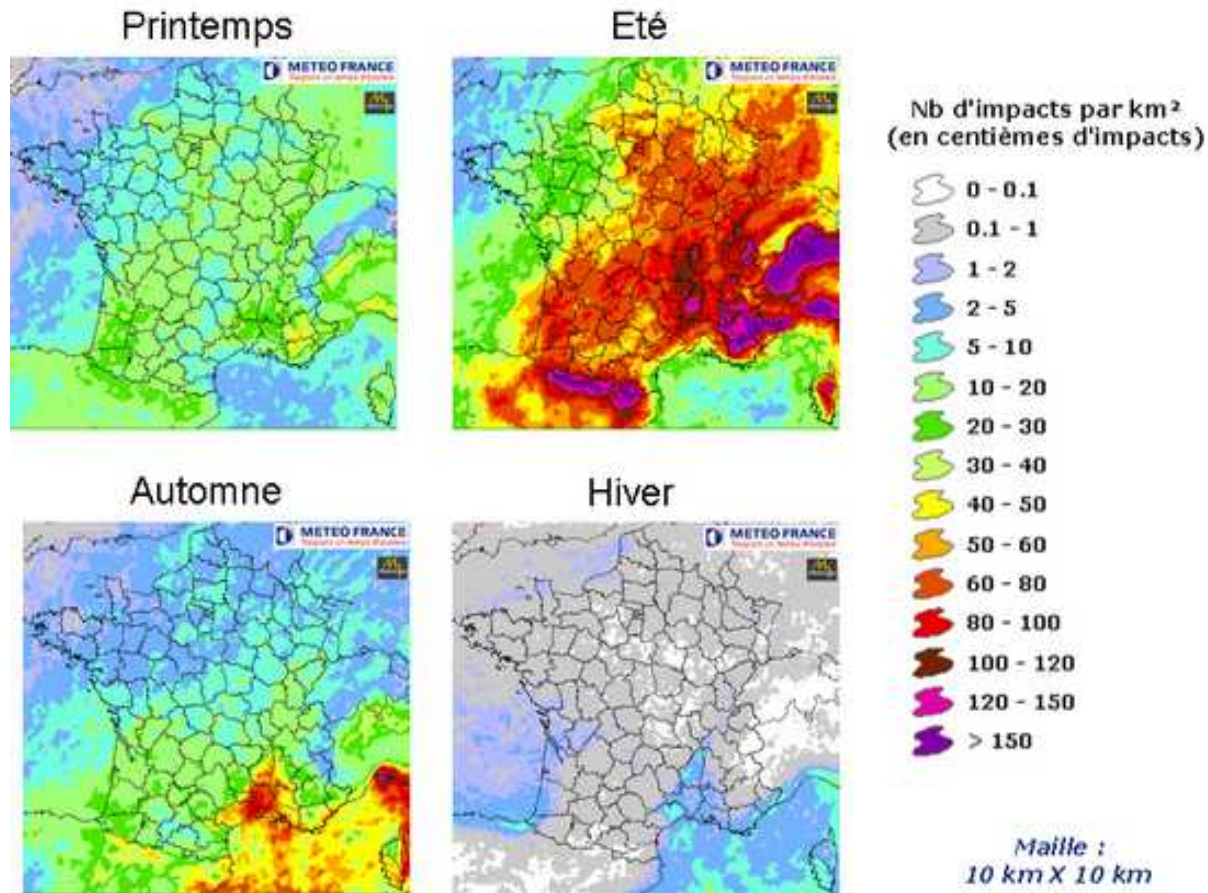 Printemps
Eté
METEO FRANCE
METEO FRANCE
Nb d'impacts par km²
(en centièmes d'impacts)
0 - 0.1
0.1 - 1
1 - 2
2 - 5
5 - 10
10 - 20
20 - 30
30 - 40
40 - 50
50 - 60
60 - 80
80 - 100
100 - 120
120 - 150
> 150
Automne
Hiver
METEO FRANCE
METEO FRANCE
Maille :
10 km X 10 km